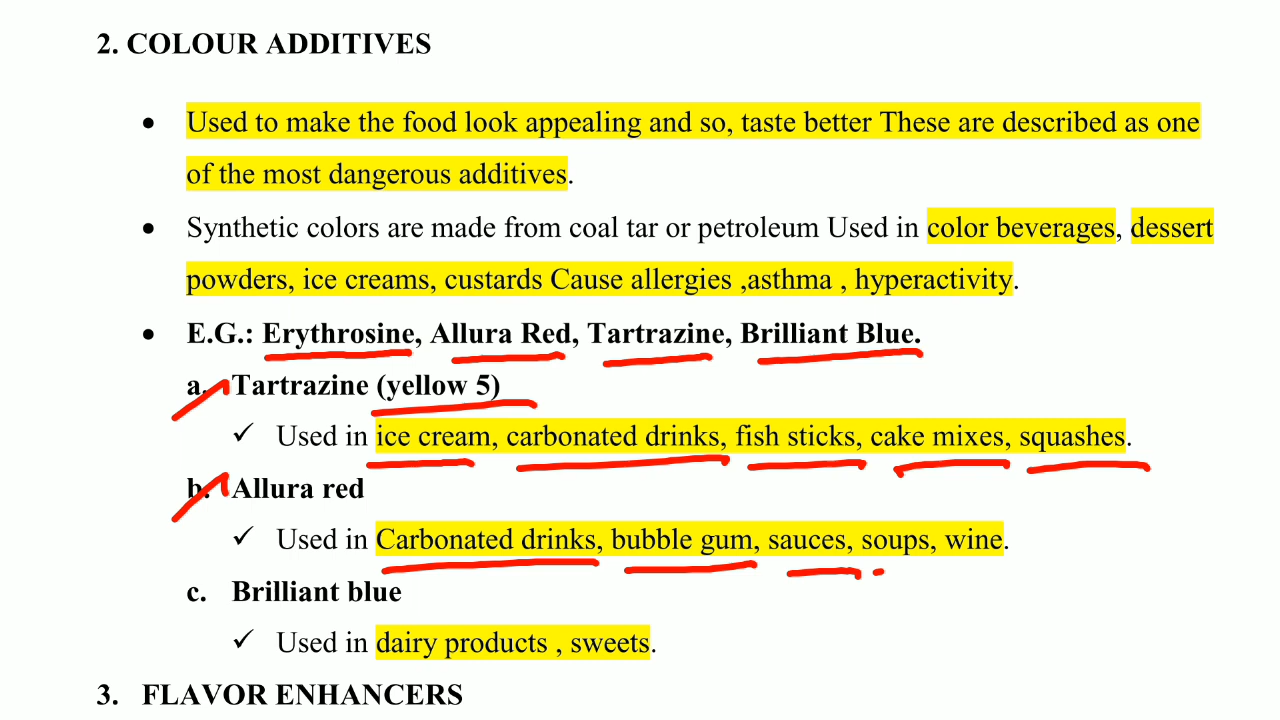 2. COLOUR ADDITIVES
• Used to make the food look appealing and so, taste better These are described as one
of the most dangerous additives.
• Synthetic colors are made from coal tar or petroleum Used in color beverages, dessert
powders, ice creams, custards Cause allergies ,asthma , hyperactivity.
• E.G.: Erythrosine, Allura Red, Tartrazine, Brilliant Blue.
a. Tartrazine (yellow 5)
✓ Used in ice cream, carbonated drinks, fish sticks, cake mixes, squashes.
b. Allura red
✓ Used in Carbonated drinks, bubble gum, sauces, soups, wine.
c. Brilliant blue
✓ Used in dairy products , sweets.
3. FLAVOR ENHANCERS